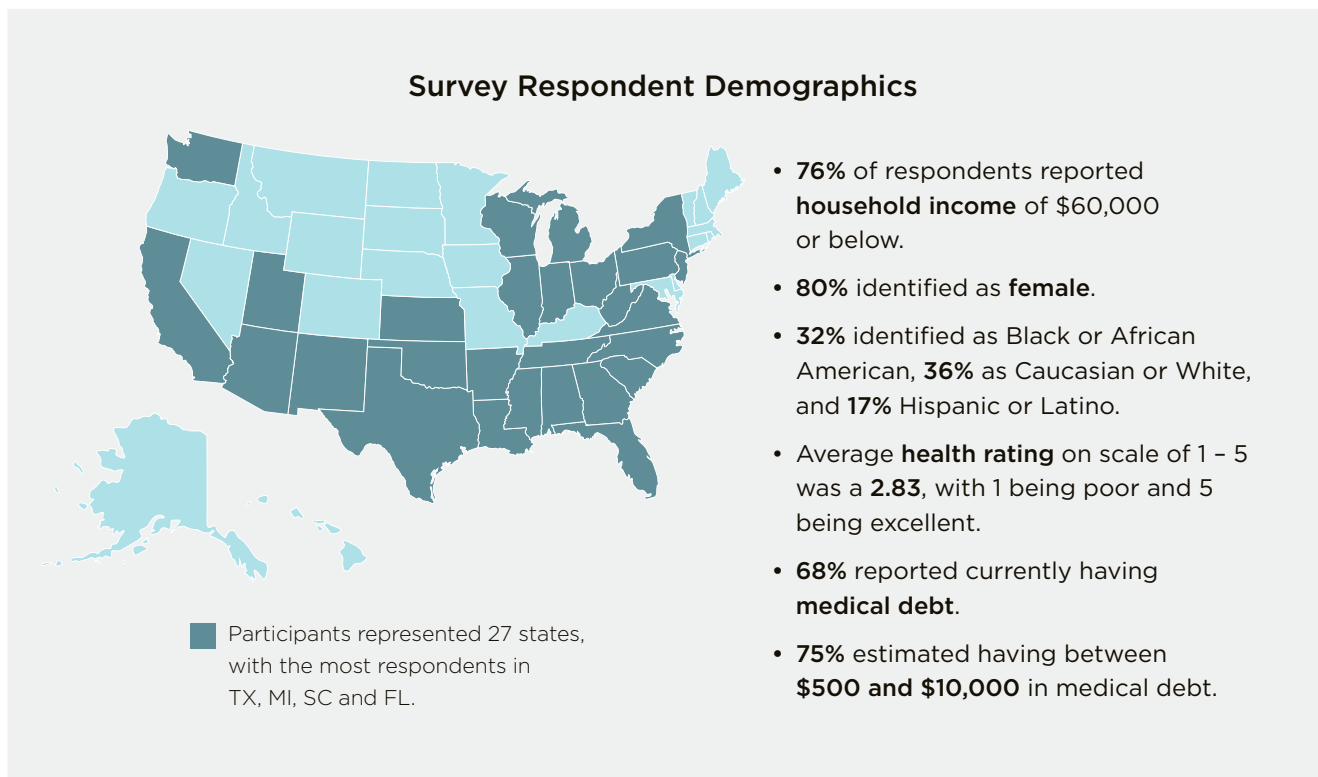 Survey Respondent Demographics
• 76% of respondents reported
household income of $60,000
or below.
• 80% identified as female.
• 32% identified as Black or African
American, 36% as Caucasian or White,
and 17% Hispanic or Latino.
• Average health rating on scale of 1 – 5
was a 2.83, with 1 being poor and 5
being excellent.
• 68% reported currently having
medical debt.
• 75% estimated having between
$500 and $10,000 in medical debt.
Participants represented 27 states,
with the most respondents in
TX, MI, SC and FL.